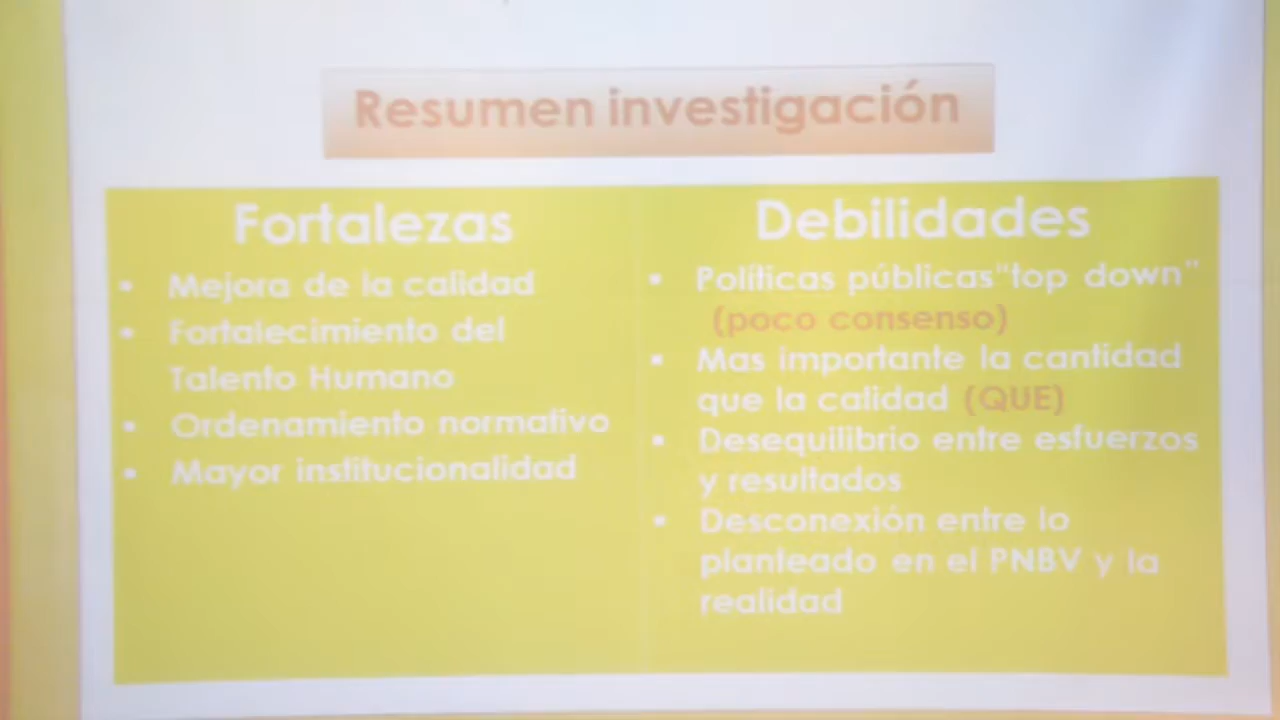 Resumen investigación
Fortalezas
• Mejora de la calidad
• Fortalecimiento del
Talento Humano
• Ordenamiento normativo
• Mayor institucionalidad
Debilidades
• Políticas públicas"top down"
(poco consenso)
• Mas importante la cantidad
que la calidad (QUE)
• Desequilibrio entre esfuerzos
y resultados
• Desconexión entre lo
planteado en el PNBV y la
realidad